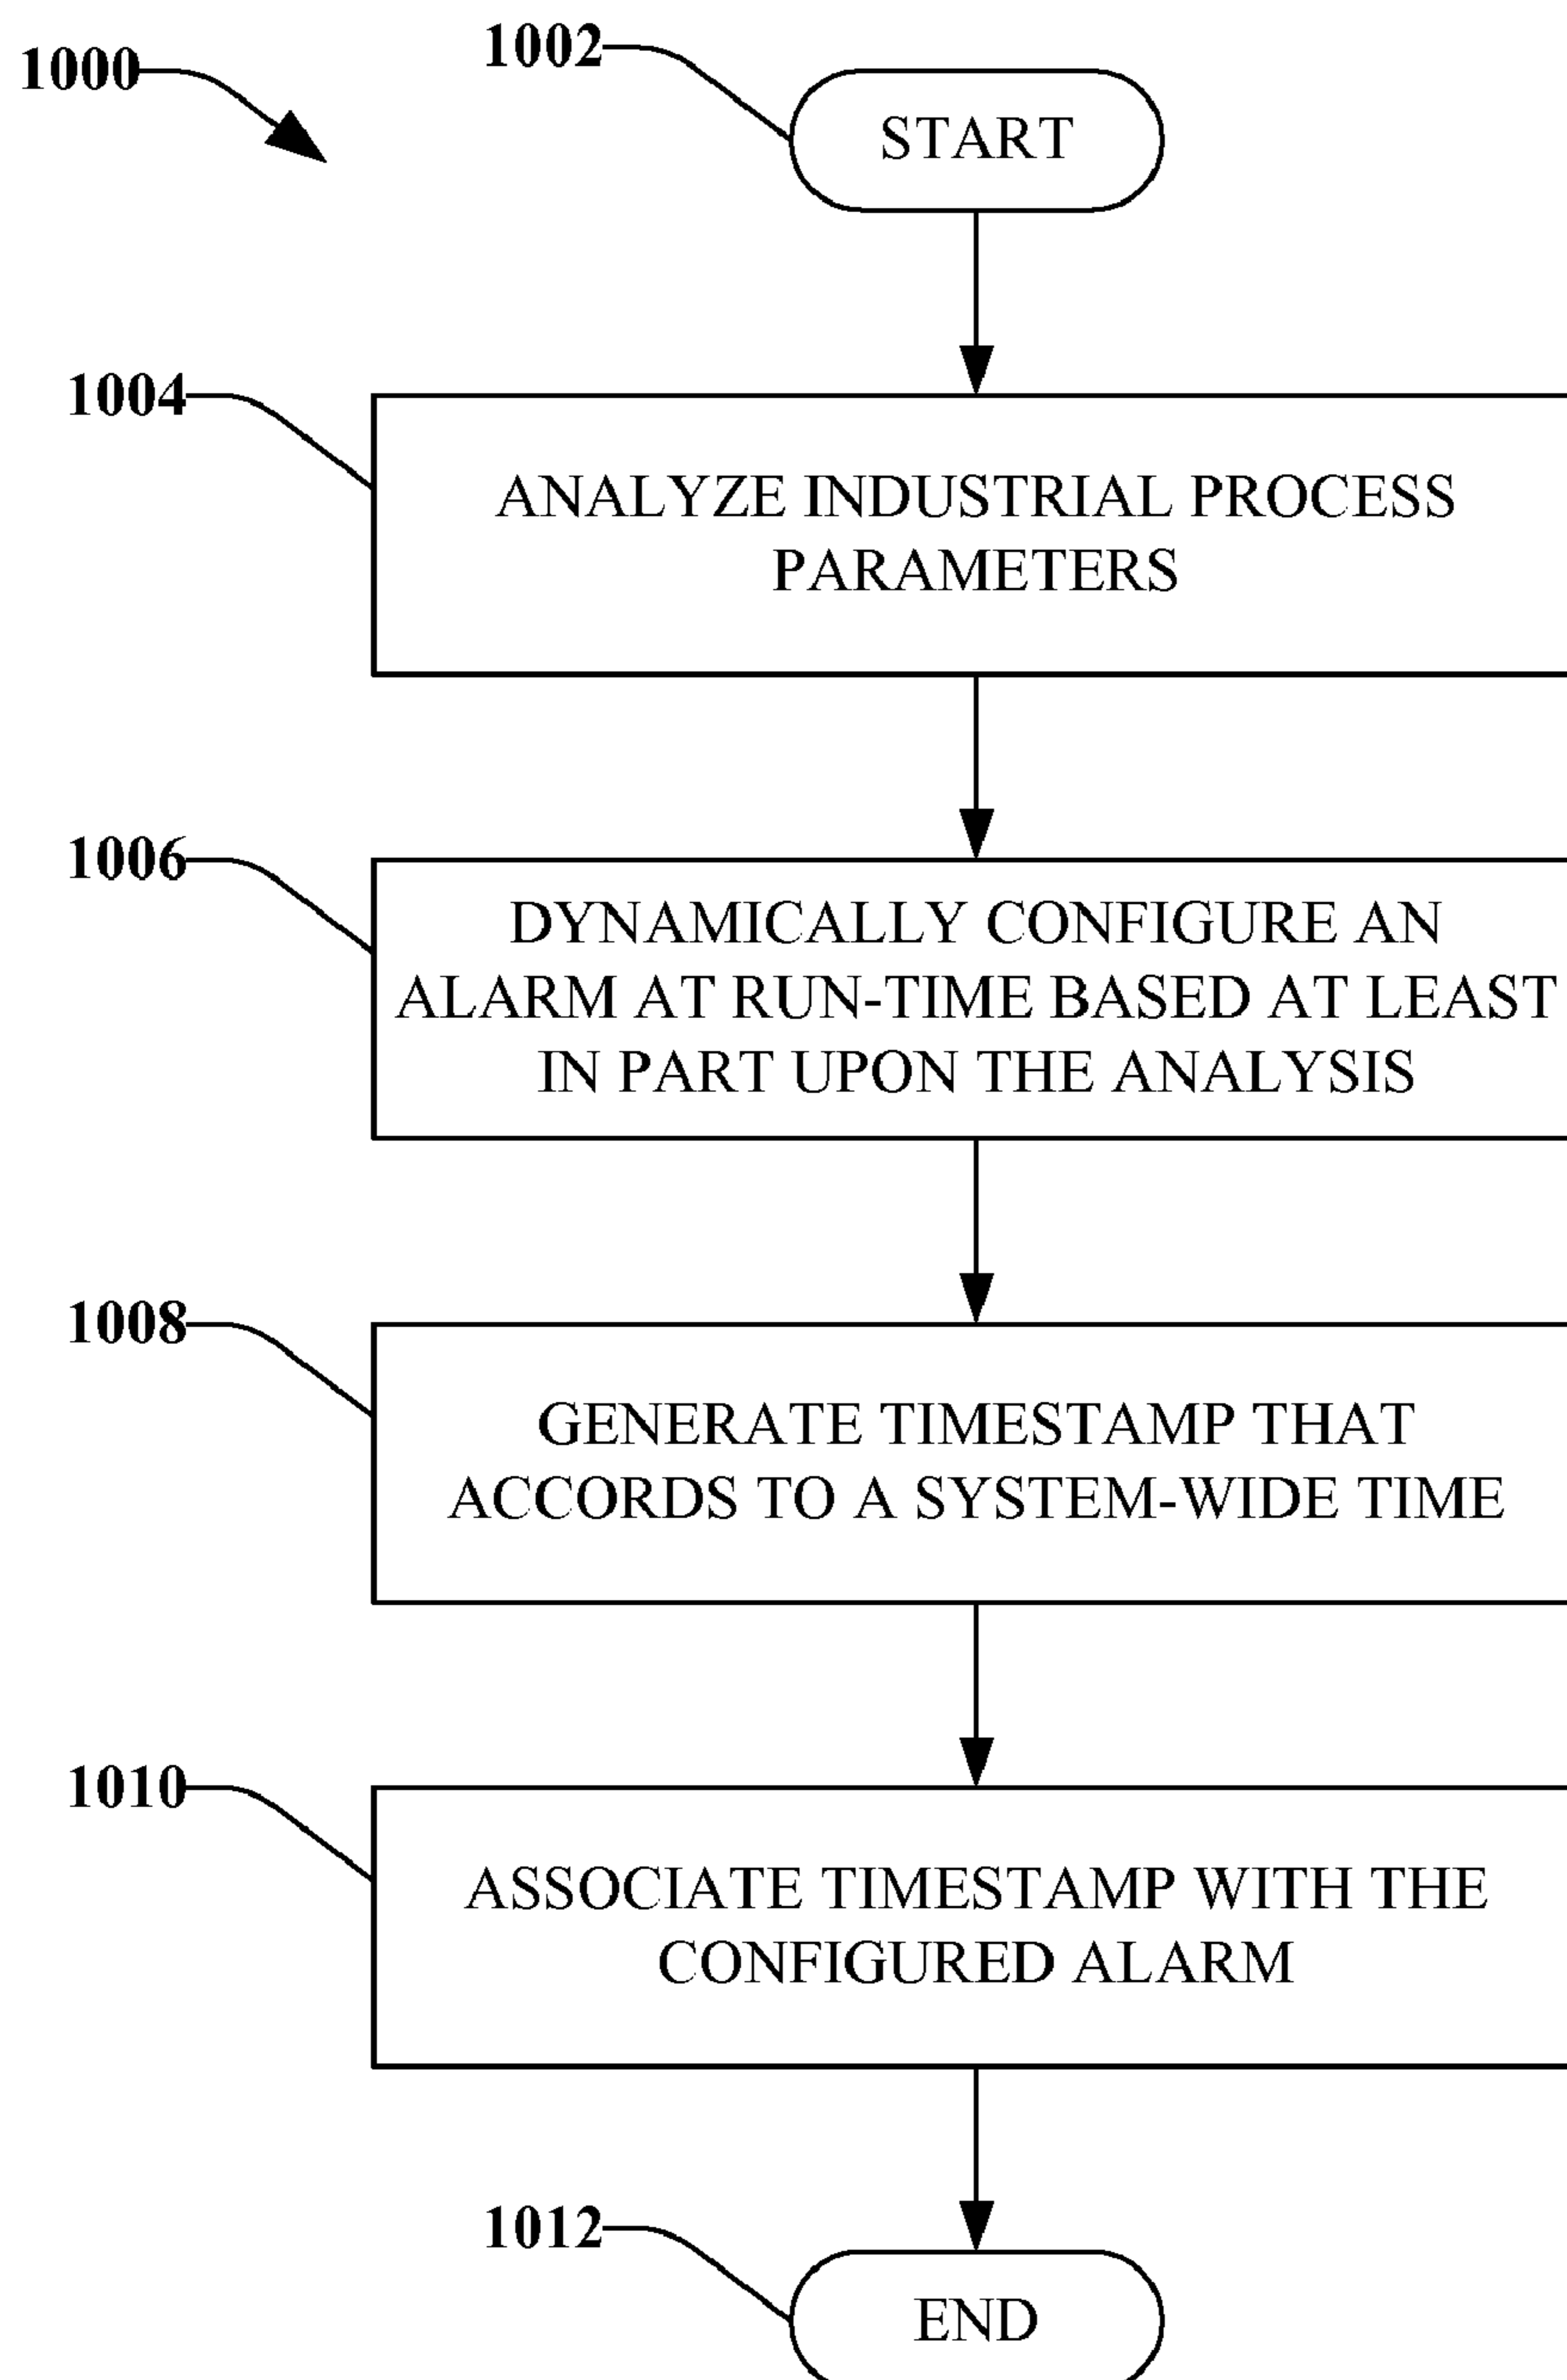 1000
1002
START
1004
ANALYZE INDUSTRIAL PROCESS
PARAMETERS
1006
DYNAMICALLY CONFIGURE AN
ALARM AT RUN-TIME BASED AT LEAST
IN PART UPON THE ANALYSIS
1008
GENERATE TIMESTAMP THAT
ACCORDS TO A SYSTEM-WIDE TIME
1010
ASSOCIATE TIMESTAMP WITH THE
CONFIGURED ALARM
1012
END